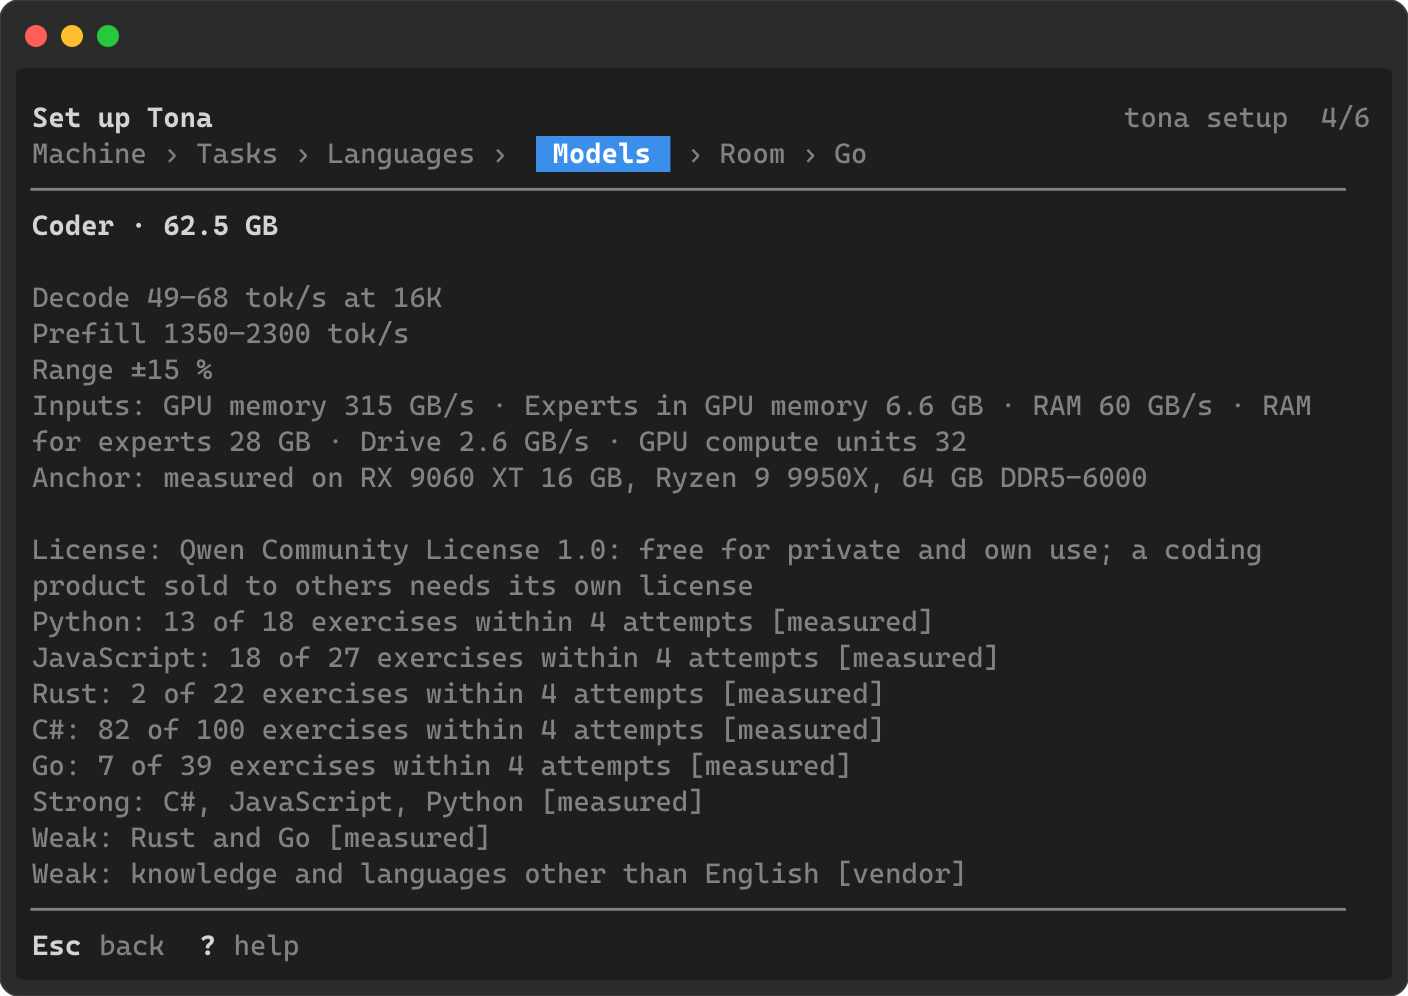 Set up Tona tona setup 4/6
Machine › Tasks › Languages › Models › Room › Go
Coder · 62.5 GB
Decode 49–68 tok/s at 16K
Prefill 1350–2300 tok/s
Range ±15 %
Inputs: GPU memory 315 GB/s · Experts in GPU memory 6.6 GB · RAM 60 GB/s · RAM
for experts 28 GB · Drive 2.6 GB/s · GPU compute units 32
Anchor: measured on RX 9060 XT 16 GB, Ryzen 9 9950X, 64 GB DDR5-6000
License: Qwen Community License 1.0: free for private and own use; a coding
product sold to others needs its own license
Python: 13 of 18 exercises within 4 attempts [measured]
JavaScript: 18 of 27 exercises within 4 attempts [measured]
Rust: 2 of 22 exercises within 4 attempts [measured]
C#: 82 of 100 exercises within 4 attempts [measured]
Go: 7 of 39 exercises within 4 attempts [measured]
Strong: C#, JavaScript, Python [measured]
Weak: Rust and Go [measured]
Weak: knowledge and languages other than English [vendor]
Esc back ? help